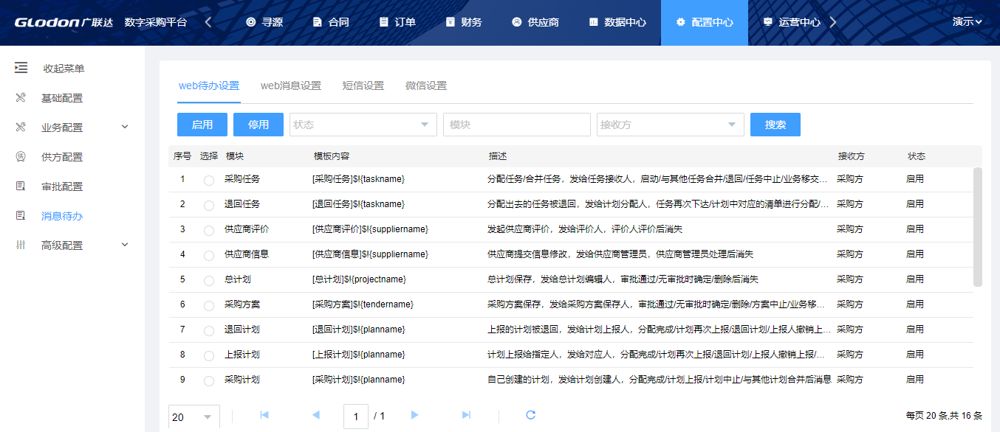 GLodon广联达 数字采购平台 寻源 合同 订单 财务 供应商 数据中心 配置中心 运营中心 演示
收起菜单
基础配置
业务配置
供方配置
审批配置
消息待办
高级配置
web待办设置 web消息设置 短信设置 微信设置
启用 停用 状态 模块 接收方 搜索
序号 选择 模块 模板内容 描述 接收方 状态
1 采购任务 [采购任务]$!{taskname} 分配任务/合并任务，发给任务接收人，启动/与其他任务合并/退回/任务中止/业务移交... 采购方 启用
2 退回任务 [退回任务]$!{taskname} 分配出去的任务被退回，发给计划分配人，任务再次下达/计划中对应的清单进行分配/... 采购方 启用
3 供应商评价 [供应商评价]$!{suppliername} 发起供应商评价，发给评价人，评价人评价后消失 采购方 启用
4 供应商信息 [供应商信息]$!{suppliername} 供应商提交信息修改，发给供应商管理员，供应商管理员处理后消失 采购方 启用
5 总计划 [总计划]$!{projectname} 总计划保存，发给总计划编辑人，审批通过/无审批时确定/删除后消失 采购方 启用
6 采购方案 [采购方案]$!{tendername} 采购方案保存，发给采购方案保存人，审批通过/无审批时确定/删除/方案中止/业务移... 采购方 启用
7 退回计划 [退回计划]$!{planname} 上报的计划被退回，发给计划上报人，分配完成/计划再次上报/退回计划/上报人撤销上... 采购方 启用
8 上报计划 [上报计划]$!{planname} 计划上报给指定人，发给对应人，分配完成/计划再次上报/退回计划/上报人撤销上报/... 采购方 启用
9 采购计划 [采购计划]$!{planname} 自己创建的计划，发给计划创建人，分配完成/计划上报/计划中止/与其他计划合并后消息 采购方 启用
20 1 / 1 每页 20 条,共 16 条